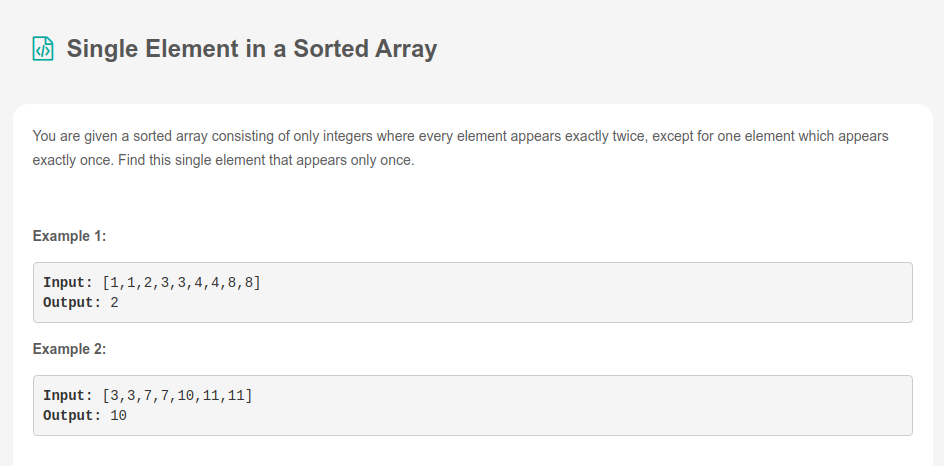 Single Element in a Sorted Array
You are given a sorted array consisting of only integers where every element appears exactly twice, except for one element which appears
exactly once. Find this single element that appears only once.
Example 1:
Input: [1,1,2,3,3,4,4,8,8]
Output: 2
Example 2:
Input: [3,3,7,7,10,11,11]
Output: 10